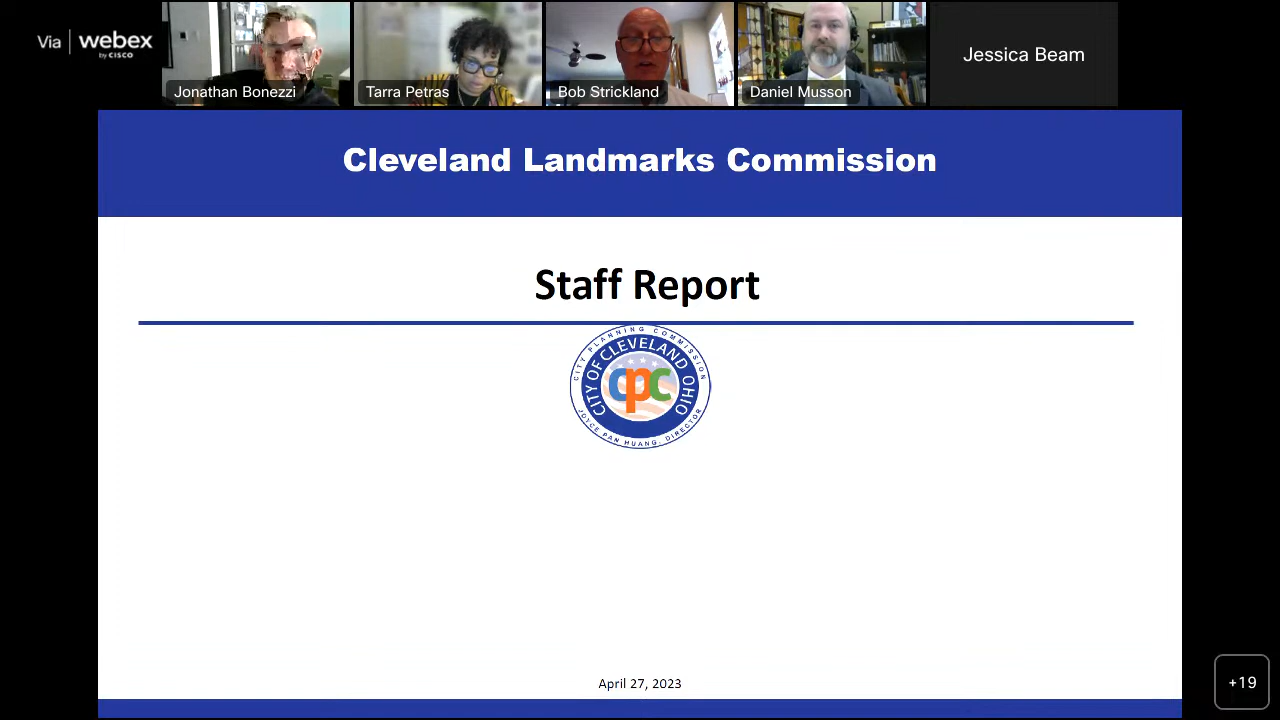 Via | webex
by CISCO
Jonathan Bonezzi
Tarra Petras
Bob Strickland
Daniel Musson
Jessica Beam
Cleveland Landmarks Commission
Staff Report
CITY PLANNING COMMISSION
CITY OF CLEVELAND OHIO
cpc
JOYCE PAN HUANG, DIRECTOR
April 27, 2023
+19